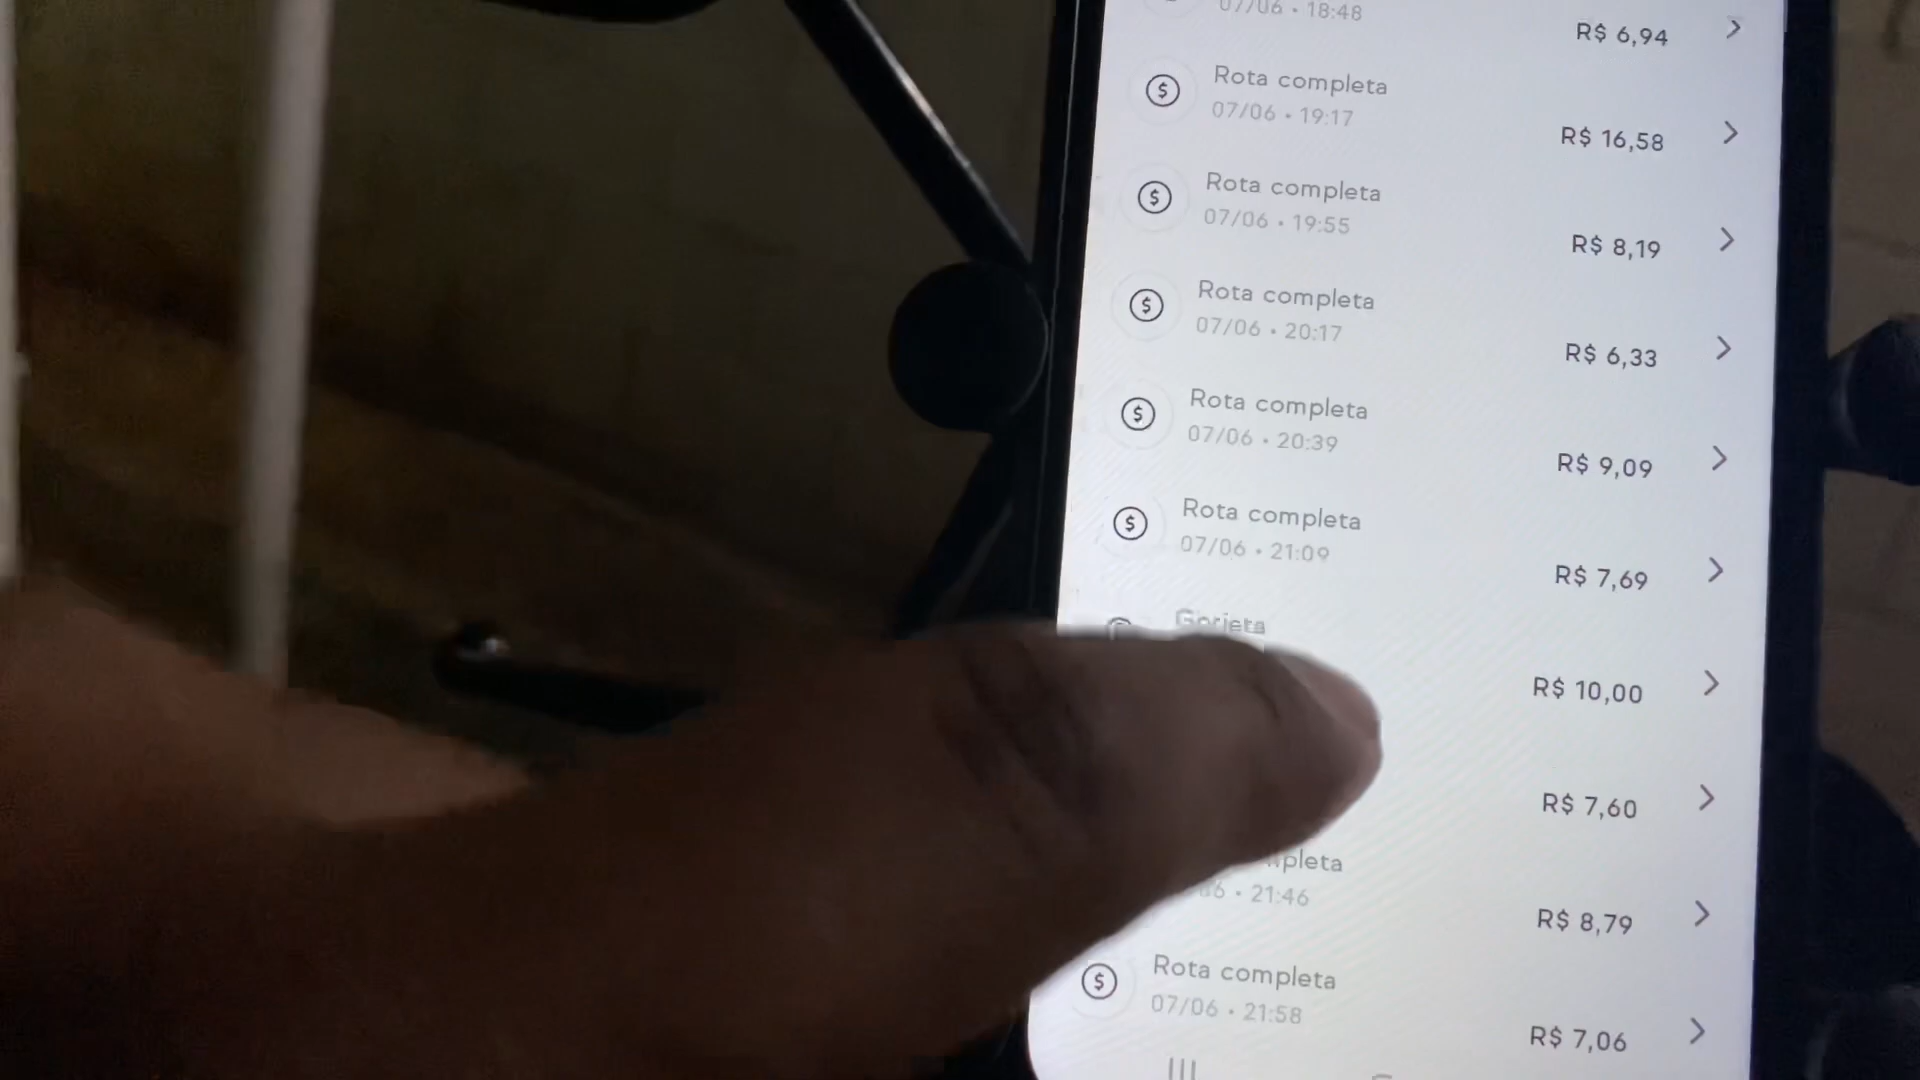 07/06 • 18:48
R$ 6,94
Rota completa
07/06 • 19:17
R$ 16,58
Rota completa
07/06 • 19:55
R$ 8,19
Rota completa
07/06 • 20:17
R$ 6,33
Rota completa
07/06 • 20:39
R$ 9,09
Rota completa
07/06 • 21:09
R$ 7,69
Gorjeta
R$ 10,00
R$ 7,60
21:46
R$ 8,79
Rota completa
07/06 • 21:58
R$ 7,06